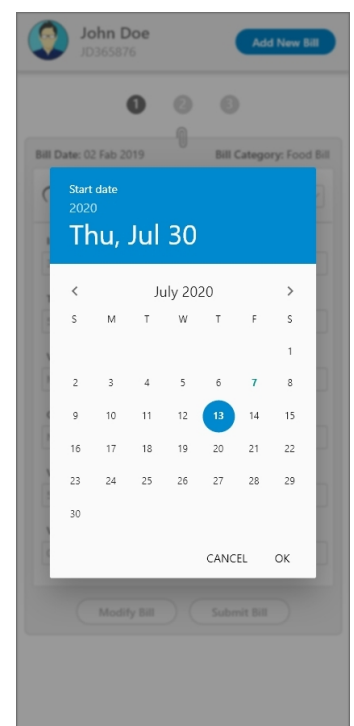 John Doe
JD365876
Add New Bill
1 2 3
Bill Date: 02 Fab 2019
Bill Category: Food Bill
Start date
2020
Thu, Jul 30
< July 2020 >
S M T W T F S
1
2 3 4 5 6 7 8
9 10 11 12 13 14 15
16 17 18 19 20 21 22
23 24 25 26 27 28 29
30
CANCEL OK
Modify Bill
Submit Bill